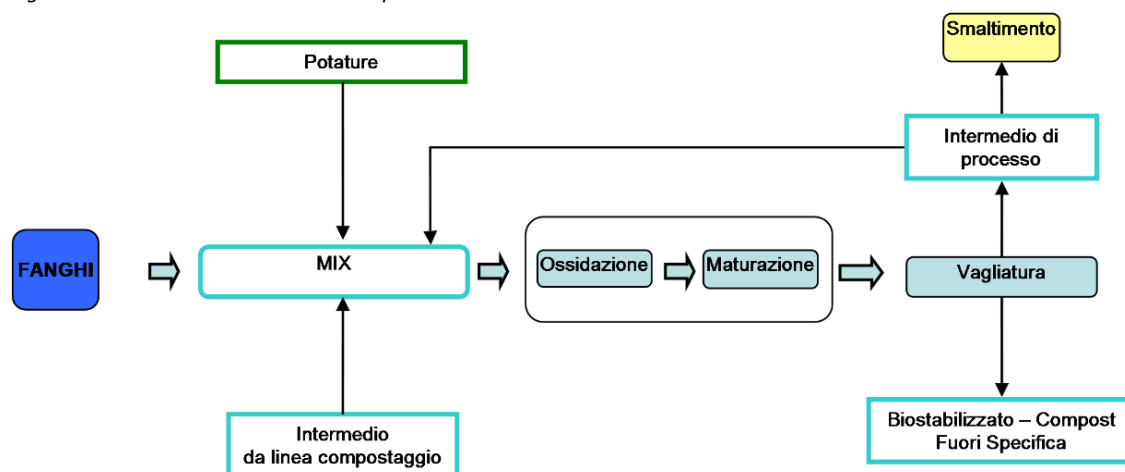 Smaltimento
Potature
Intermedio di
processo
FANGHI
MIX
Ossidazione
Maturazione
Vagliatura
Intermedio
da linea compostaggio
Biostabilizzato – Compost
Fuori Specifica